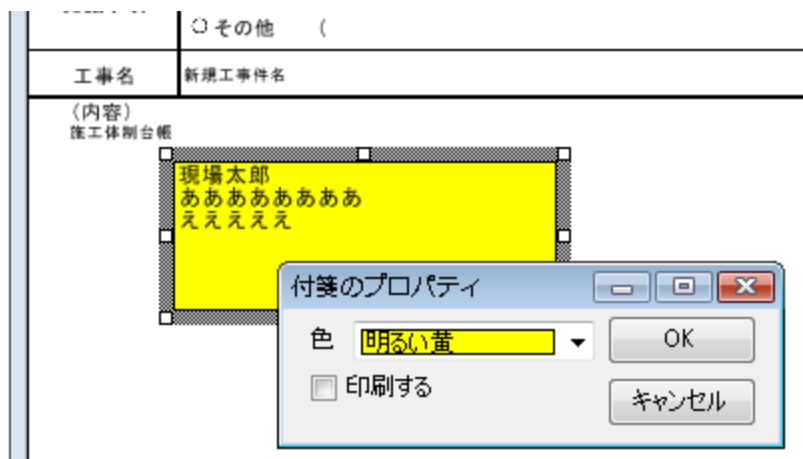 その他 (
工事名 新規工事件名
(内容)
施工体制台帳
現場太郎
ああああああああ
えええええ
付箋のプロパティ
色 明るい黄 OK
印刷する キャンセル